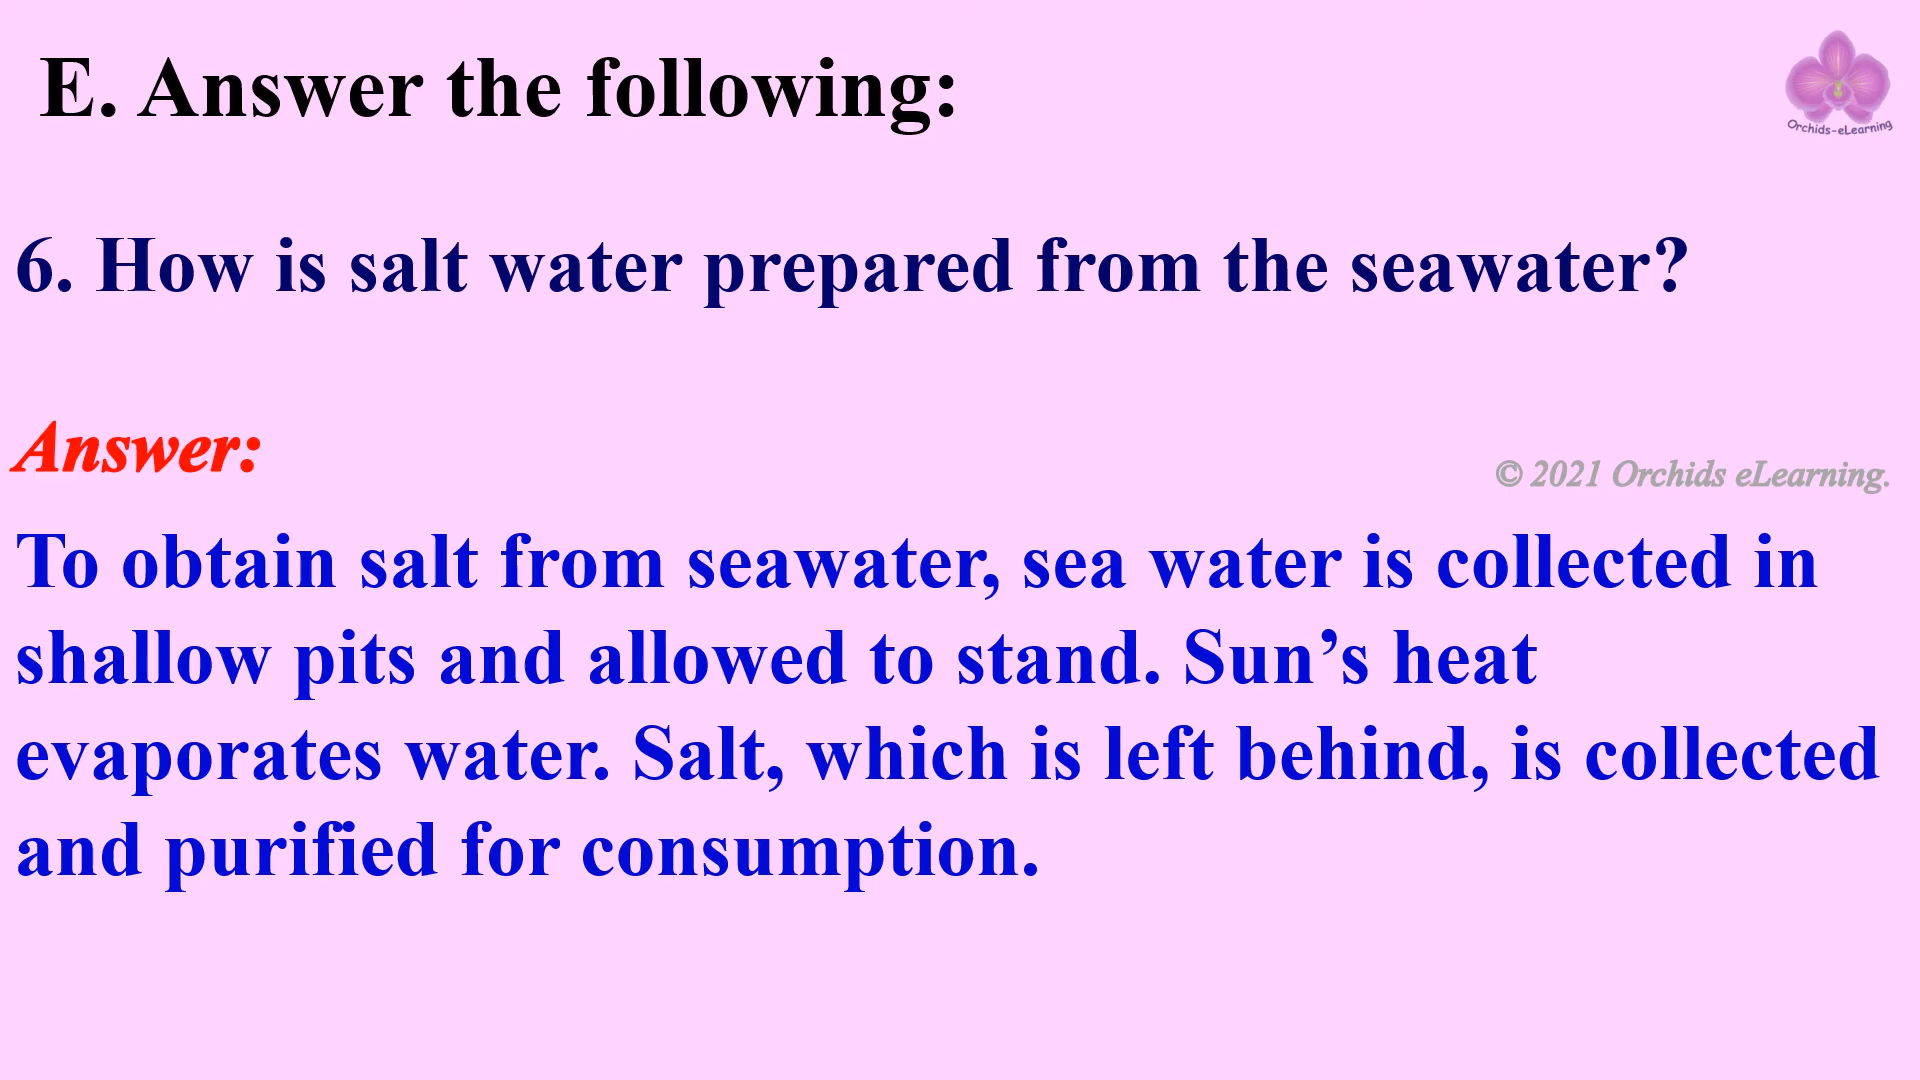 E. Answer the following:
Orchids-eLearning
6. How is salt water prepared from the seawater?
Answer:
© 2021 Orchids eLearning.
To obtain salt from seawater, sea water is collected in
shallow pits and allowed to stand. Sun’s heat
evaporates water. Salt, which is left behind, is collected
and purified for consumption.